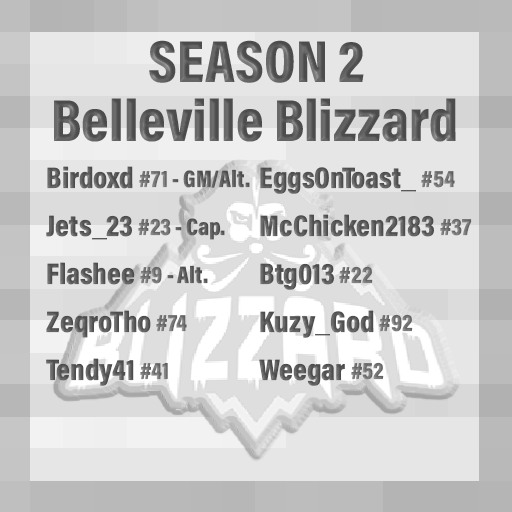 SEASON 2
Belleville Blizzard
Birdoxd #71 - GM/Alt.
Jets_23 #23 - Cap.
Flashee #9 - Alt.
ZeqroTho #74
Tendy41 #41
EggsOnToast_ #54
McChicken2183 #37
Btg013 #22
Kuzy_God #92
Weegar #52
BLIZZARD